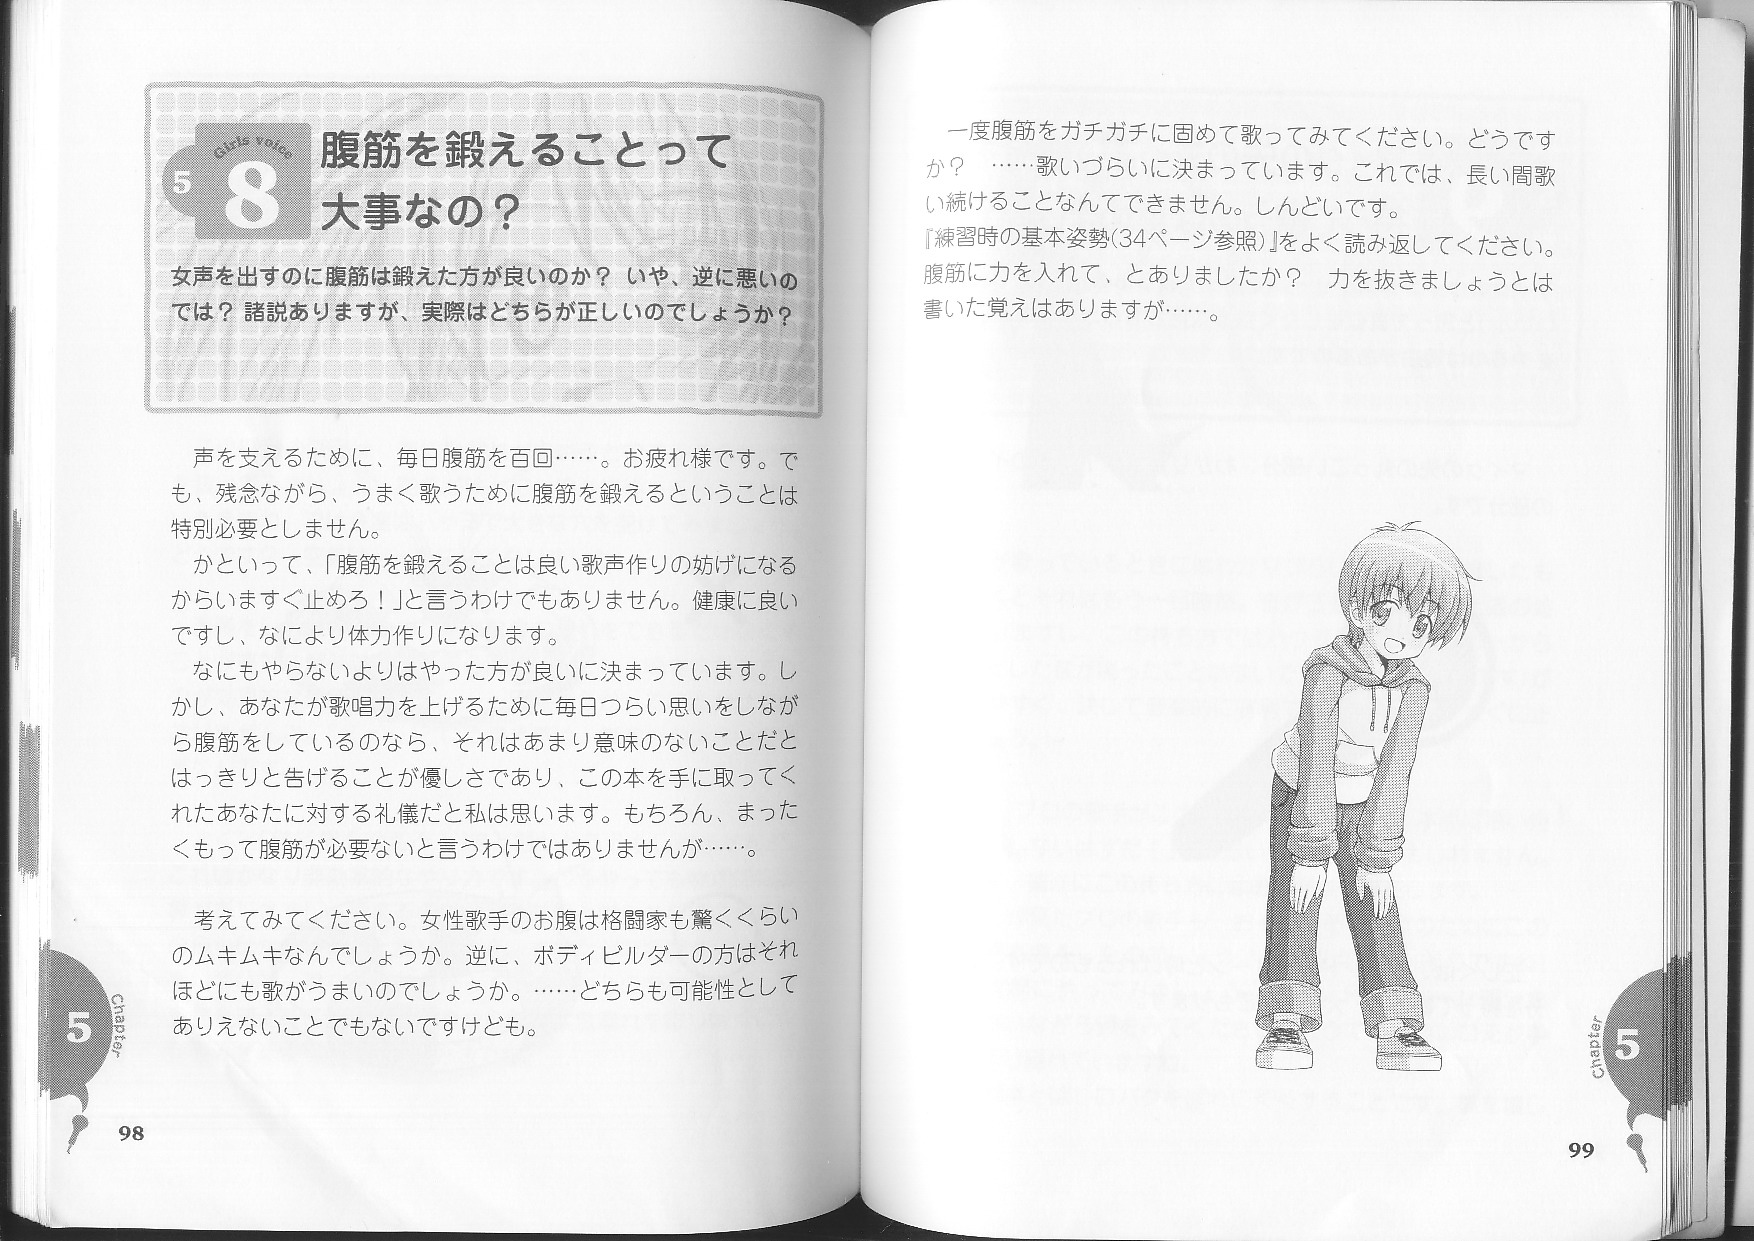 Girls voice
5
8
腹筋を鍛えることって
大事なの？
女声を出すのに腹筋は鍛えた方が良いのか？ いや、逆に悪いの
では？ 諸説ありますが、実際はどちらが正しいのでしょうか？
声を支えるために、毎日腹筋を百回……。お疲れ様です。で
も、残念ながら、うまく歌うために腹筋を鍛えるということは
特別必要としません。
かといって、「腹筋を鍛えることは良い歌声作りの妨げになる
からいますぐ止めろ！」と言うわけでもありません。健康に良い
ですし、なにより体力作りになります。
なにもやらないよりはやった方が良いに決まっています。し
かし、あなたが歌唱力を上げるために毎日つらい思いをしなが
ら腹筋をしているのなら、それはあまり意味のないことだと
はっきりと告げることが優しさであり、この本を手に取ってく
れたあなたに対する礼儀だと私は思います。もちろん、まった
くもって腹筋が必要ないと言うわけではありませんが……。
考えてみてください。女性歌手のお腹は格闘家も驚くくらい
のムキムキなんでしょうか。逆に、ボディビルダーの方はそれ
ほどにも歌がうまいのでしょうか。……どちらも可能性として
ありえないことでもないですけども。
5
Chapter
98
一度腹筋をガチガチに固めて歌ってみてください。どうです
か？　……歌いづらいに決まっています。これでは、長い間歌
い続けることなんてできません。しんどいです。
『練習時の基本姿勢(34ページ参照)』をよく読み返してください。
腹筋に力を入れて、とありましたか？　力を抜きましょうとは
書いた覚えはありますが……。
Chapter
5
99